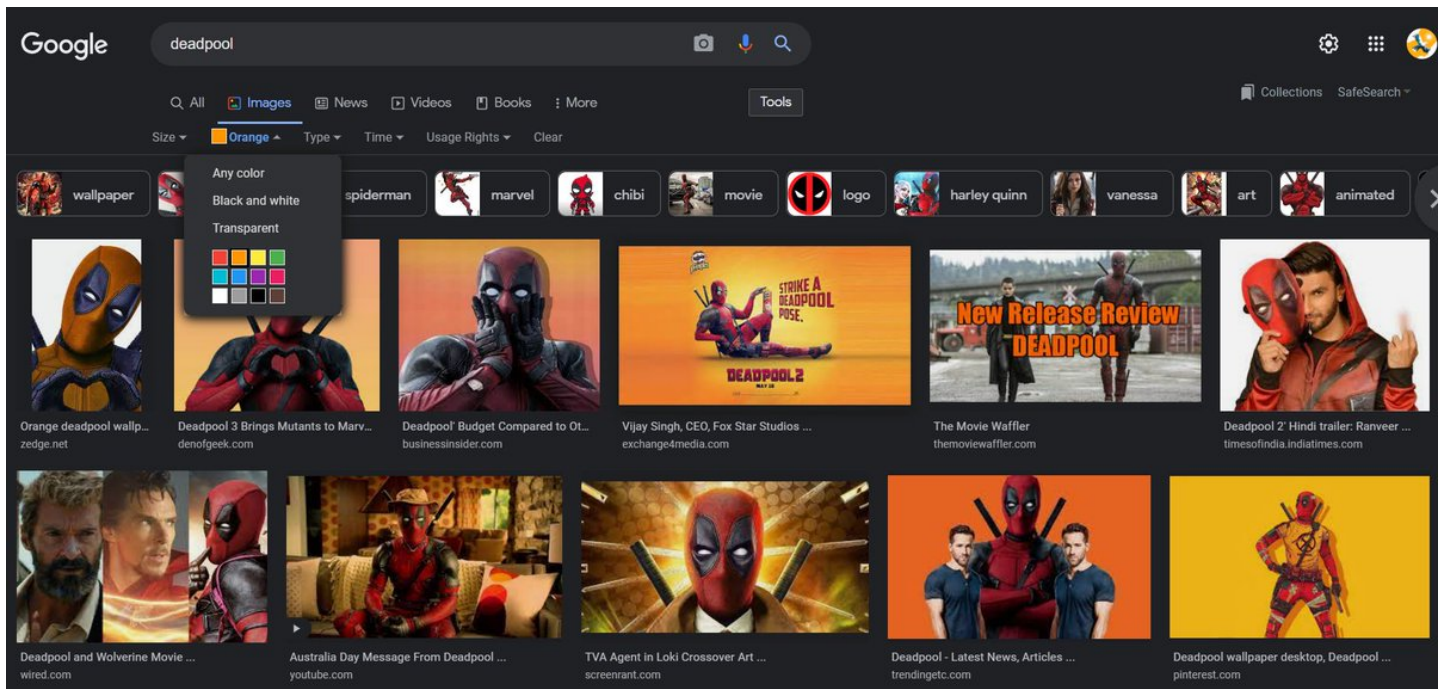 Google
deadpool
All Images News Videos Books More
Tools
Collections SafeSearch
Size Orange Type Time Usage Rights Clear
Any color
Black and white
Transparent
wallpaper spiderman marvel chibi movie logo harley quinn vanessa art animated
Pringles
STRIKE A
DEADPOOL
POSE.
DEADPOOL 2
MAY 18
New Release Review
DEADPOOL
Orange deadpool wallp...
zedge.net
Deadpool 3 Brings Mutants to Marv...
denofgeek.com
Deadpool' Budget Compared to Ot...
businessinsider.com
Vijay Singh, CEO, Fox Star Studios ...
exchange4media.com
The Movie Waffler
themoviewaffler.com
Deadpool 2' Hindi trailer: Ranveer ...
timesofindia.indiatimes.com
Deadpool and Wolverine Movie ...
wired.com
Australia Day Message From Deadpool ...
youtube.com
TVA Agent in Loki Crossover Art ...
screenrant.com
Deadpool - Latest News, Articles ...
trendingetc.com
Deadpool wallpaper desktop, Deadpool ...
pinterest.com